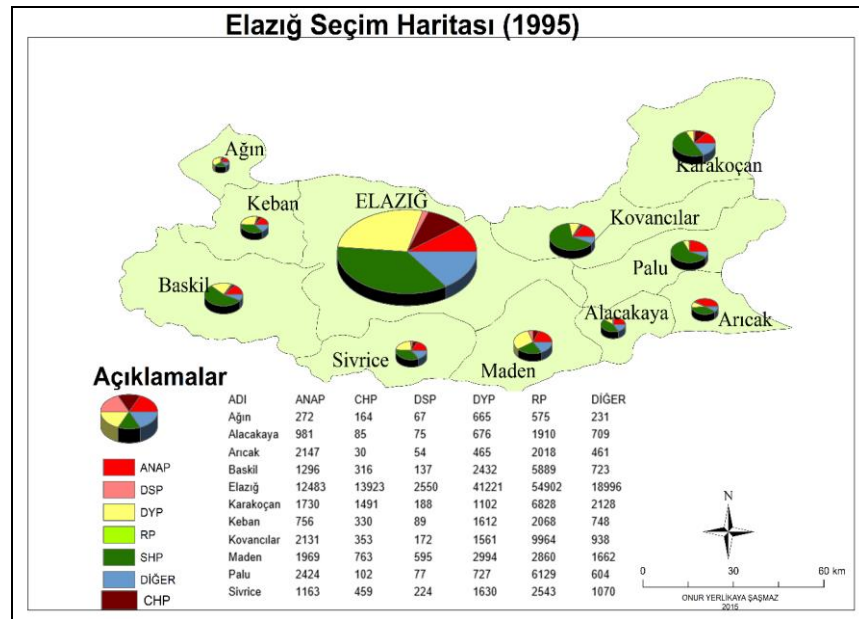 Elazığ Seçim Haritası (1995)
Ağın
Karakoçan
Keban
ELAZIĞ
Kovancılar
Palu
Baskil
Alacakaya
Arıcak
Sivrice
Maden
Açıklamalar
ANAP
DSP
DYP
RP
SHP
DİĞER
CHP
ADI ANAP CHP DSP DYP RP DİĞER
Ağın 272 164 67 665 575 231
Alacakaya 981 85 75 676 1910 709
Arıcak 2147 30 54 465 2018 461
Baskil 1296 316 137 2432 5889 723
Elazığ 12483 13923 2550 41221 54902 18996
Karakoçan 1730 1491 188 1102 6828 2128
Keban 756 330 89 1612 2068 748
Kovancılar 2131 353 172 1561 9964 938
Maden 1969 763 595 2994 2860 1662
Palu 2424 102 77 727 6129 604
Sivrice 1163 459 224 1630 2543 1070
N
0 30 60 km
ONUR YERLİKAYA ŞAŞMAZ
2015